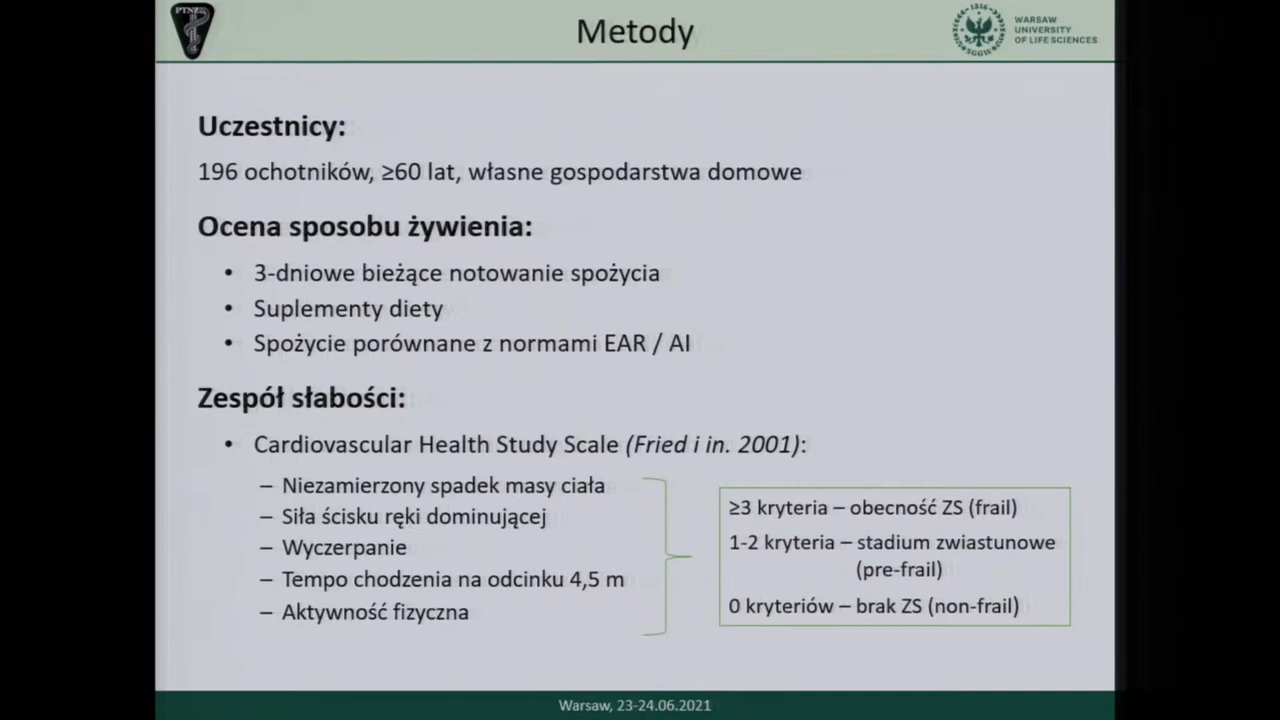 PTNZ
Metody
1816
SGGW
WARSAW
UNIVERSITY
OF LIFE SCIENCES
Uczestnicy:
196 ochotników, ≥60 lat, własne gospodarstwa domowe
Ocena sposobu żywienia:
• 3-dniowe bieżące notowanie spożycia
• Suplementy diety
• Spożycie porównane z normami EAR / AI
Zespół słabości:
• Cardiovascular Health Study Scale (Fried i in. 2001):
– Niezamierzony spadek masy ciała
– Siła ścisku ręki dominującej
– Wyczerpanie
– Tempo chodzenia na odcinku 4,5 m
– Aktywność fizyczna
≥3 kryteria – obecność ZS (frail)
1-2 kryteria – stadium zwiastunowe
(pre-frail)
0 kryteriów – brak ZS (non-frail)
Warsaw, 23-24.06.2021